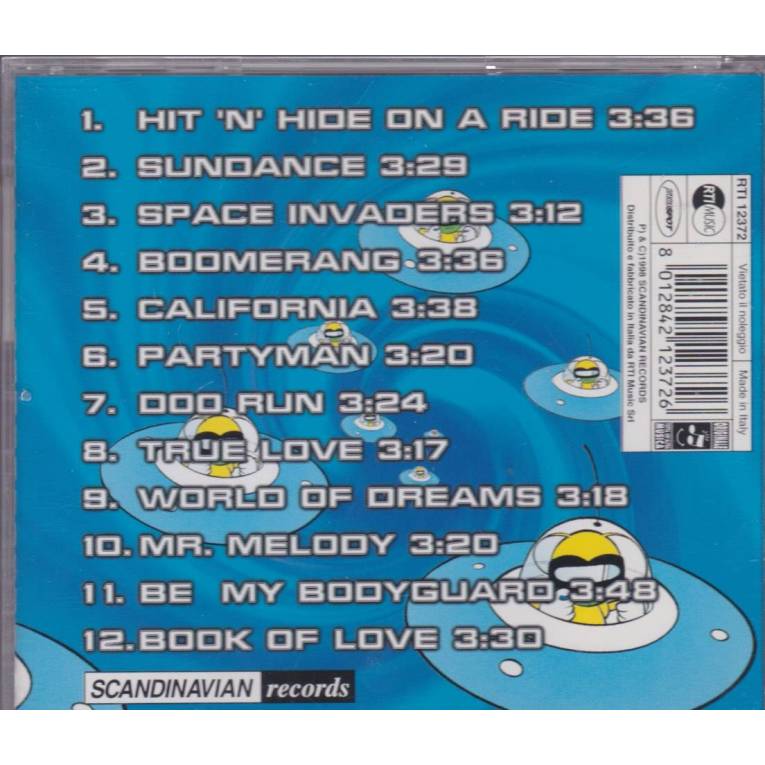 1. HIT 'N' HIDE ON A RIDE 3:36
2. SUNDANCE 3:29
3. SPACE INVADERS 3:12
4. BOOMERANG 3:36
5. CALIFORNIA 3:38
6. PARTYMAN 3:20
7. DOO RUN 3:24
8. TRUE LOVE 3:17
9. WORLD OF DREAMS 3:18
10. MR. MELODY 3:20
11. BE MY BODYGUARD 3:48
12. BOOK OF LOVE 3:30
SCANDINAVIAN records
RTI 12372 Vietato il noleggio Made in Italy
RTI MUSIC
8 012842 123726
P) & C)1998 SCANDINAVIAN RECORDS
Distribuito e fabbricato in Italia da RTI Music Srl